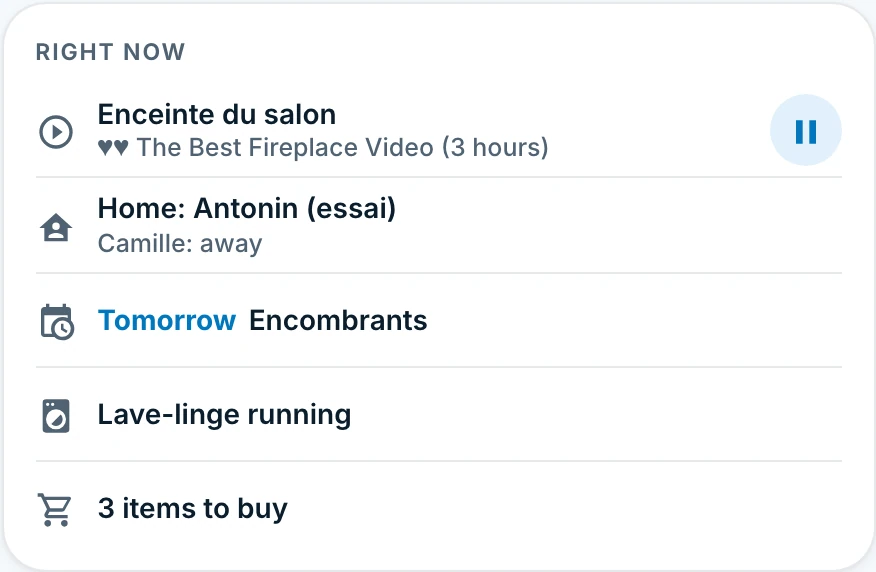 RIGHT NOW
Enceinte du salon
♥♥ The Best Fireplace Video (3 hours)
Home: Antonin (essai)
Camille: away
Tomorrow Encombrants
Lave-linge running
3 items to buy